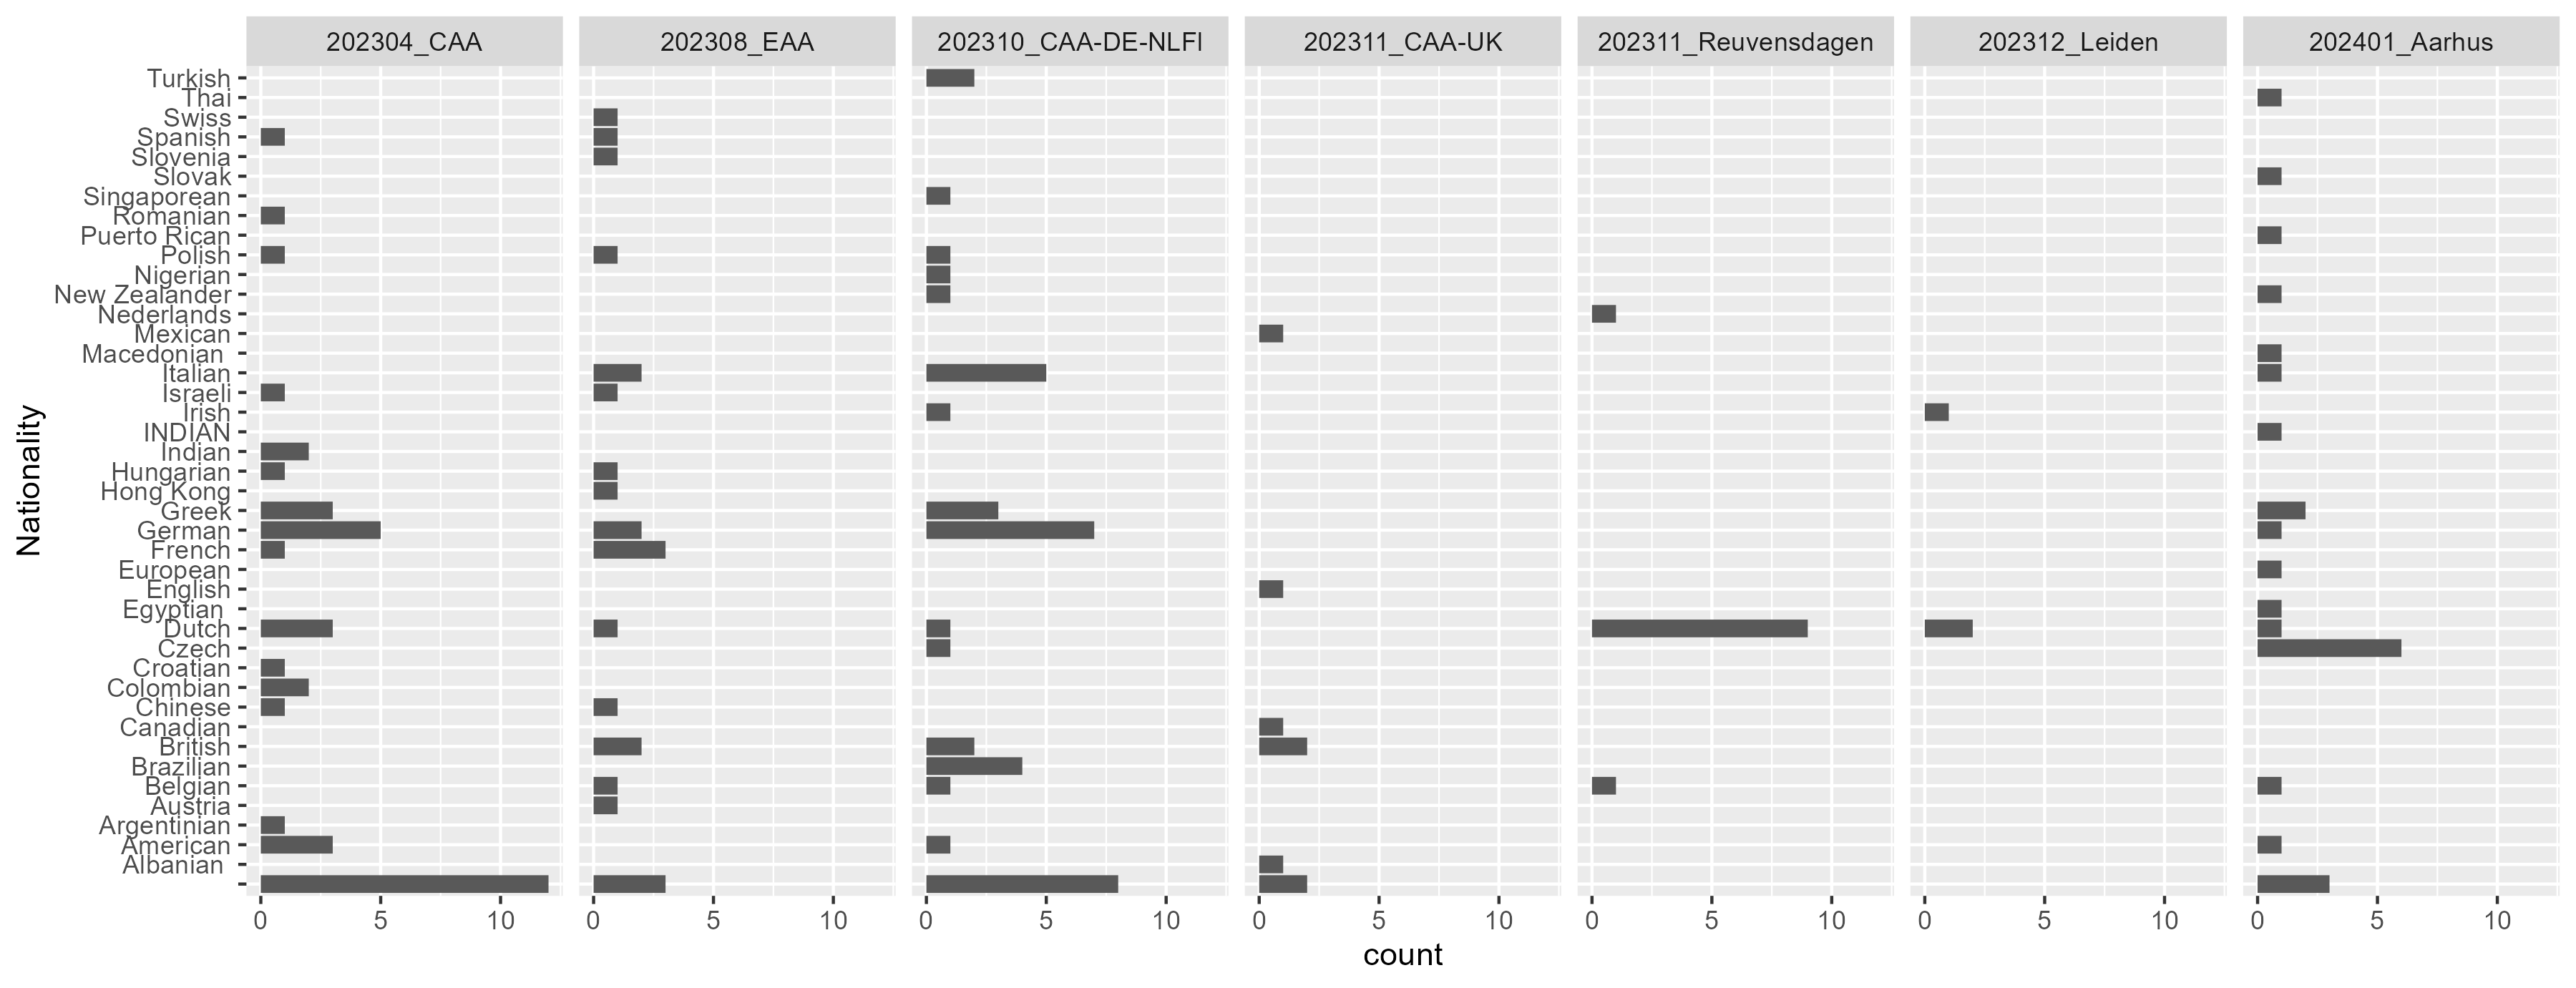 202304_CAA 202308_EAA 202310_CAA-DE-NLFI 202311_CAA-UK 202311_Reuvensdagen 202312_Leiden 202401_Aarhus
Turkish
Thai
Swiss
Spanish
Slovenia
Slovak
Singaporean
Romanian
Puerto Rican
Polish
Nigerian
New Zealander
Nederlands
Mexican
Macedonian
Italian
Israeli
Irish
INDIAN
Indian
Hungarian
Hong Kong
Greek
German
French
European
English
Egyptian
Dutch
Czech
Croatian
Colombian
Chinese
Canadian
British
Brazilian
Belgian
Austria
Argentinian
American
Albanian
Nationality
0 5 10 0 5 10 0 5 10 0 5 10 0 5 10 0 5 10 0 5 10
count